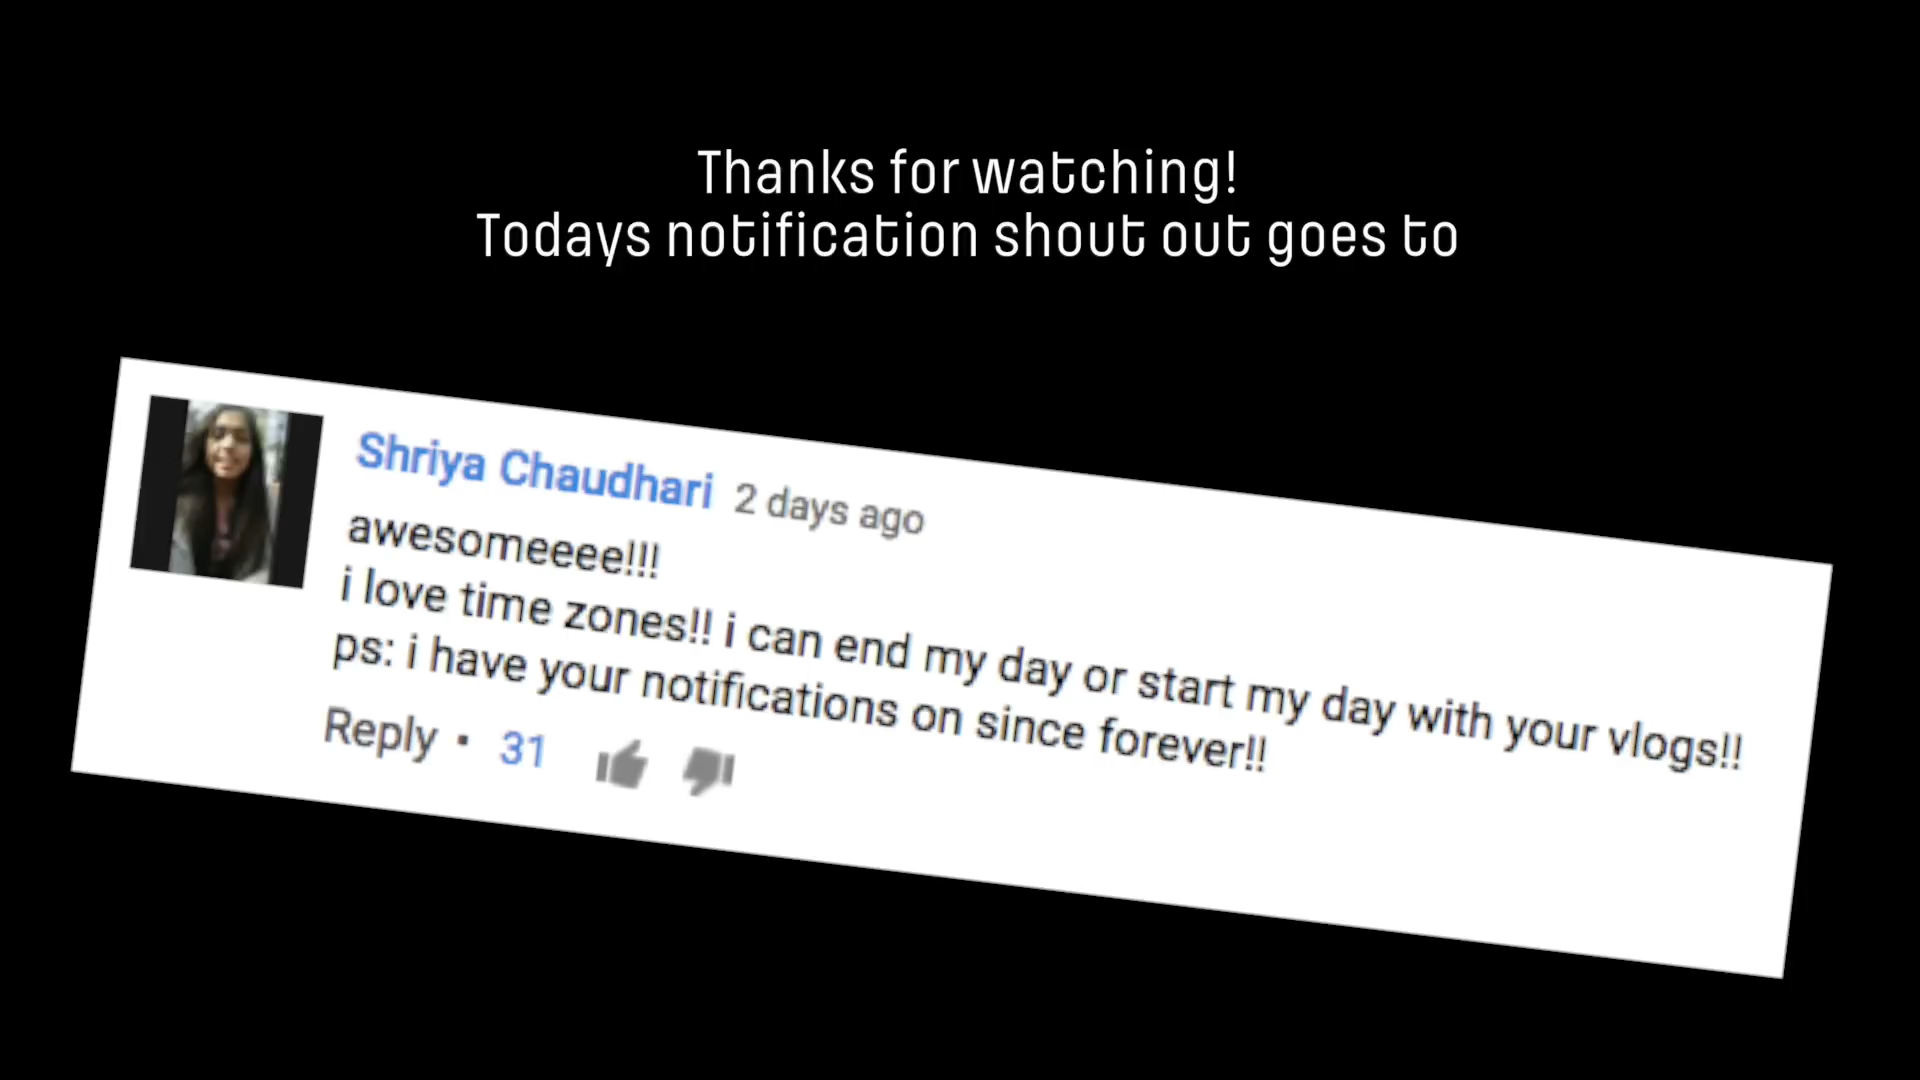 Thanks for watching!
Todays notification shout out goes to
Shriya Chaudhari 2 days ago
awesomeeee!!!
i love time zones!! i can end my day or start my day with your vlogs!!
ps: i have your notifications on since forever!!
Reply • 31